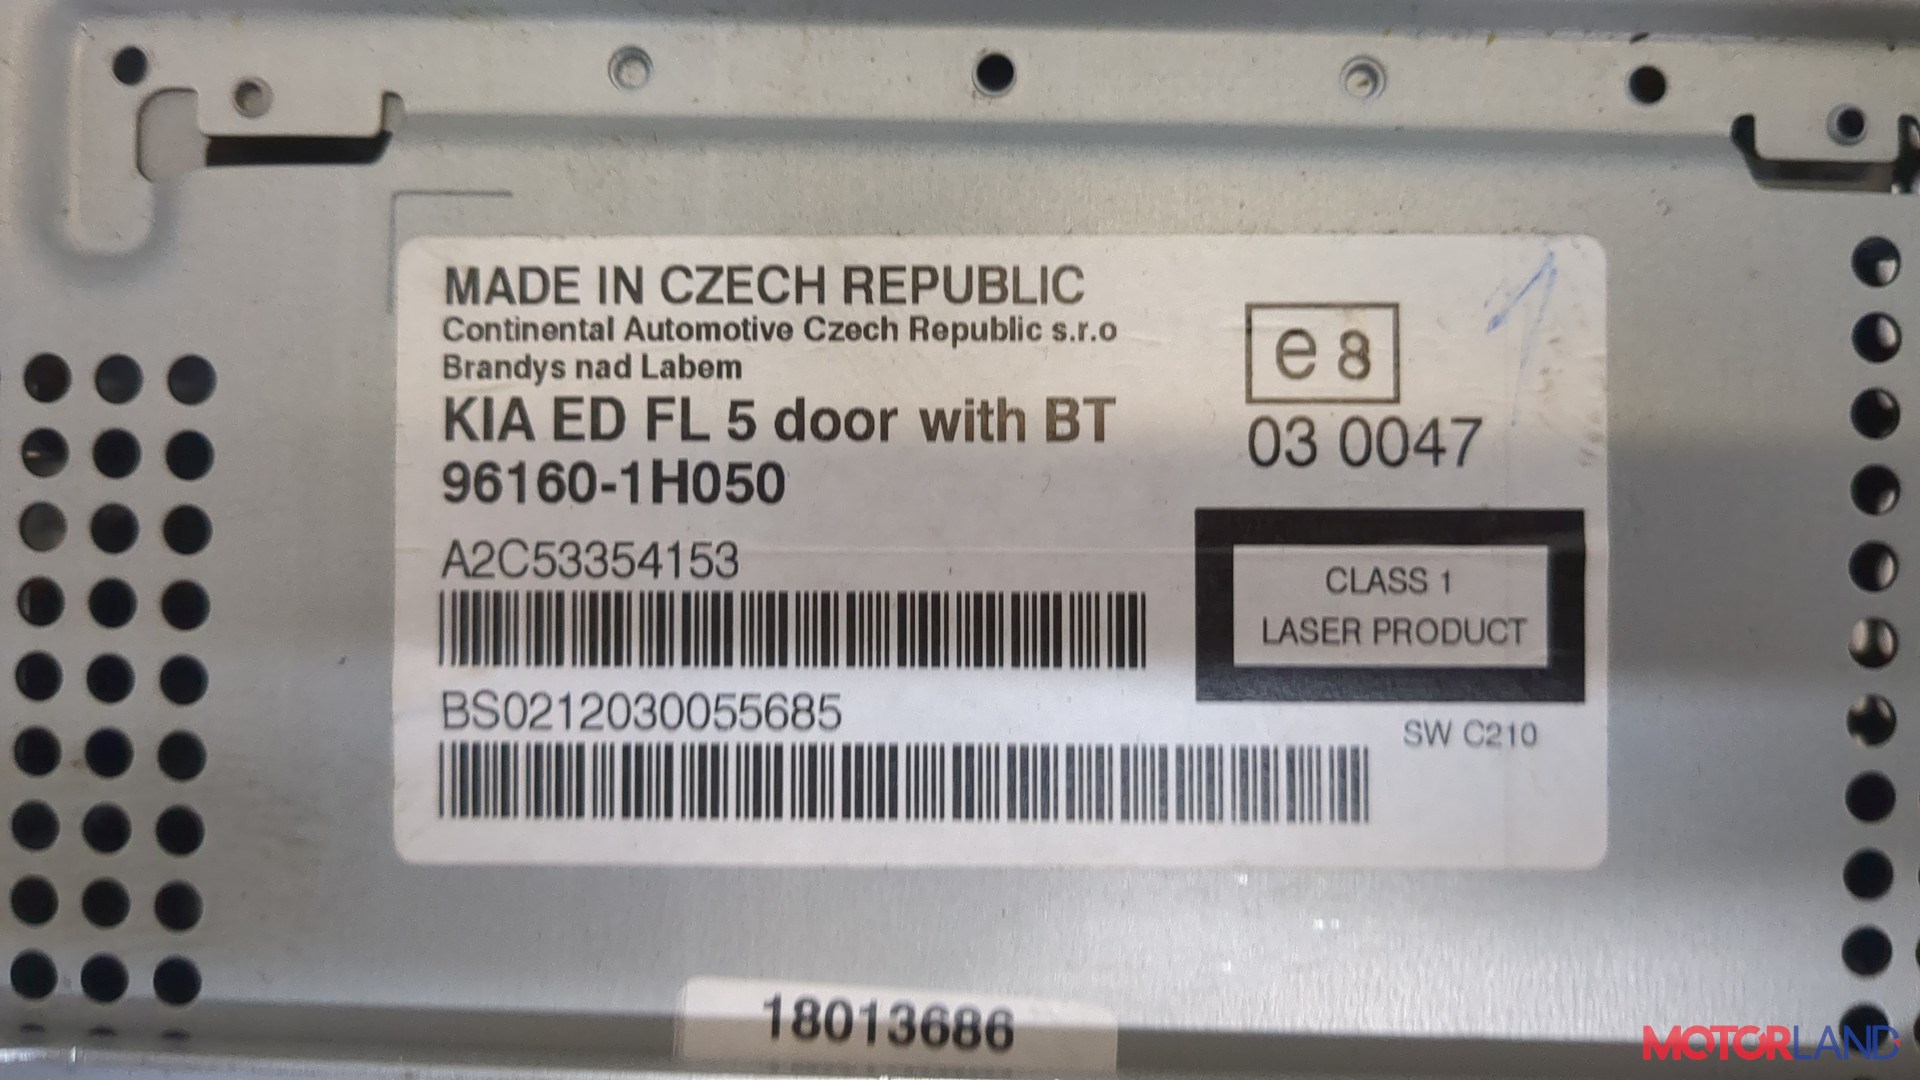 MADE IN CZECH REPUBLIC
Continental Automotive Czech Republic s.r.o
Brandys nad Labem
KIA ED FL 5 door with BT
96160-1H050
e 8
03 0047
A2C53354153
CLASS 1
LASER PRODUCT
BS0212030055685
SW C210
18013686
MOTORLAND